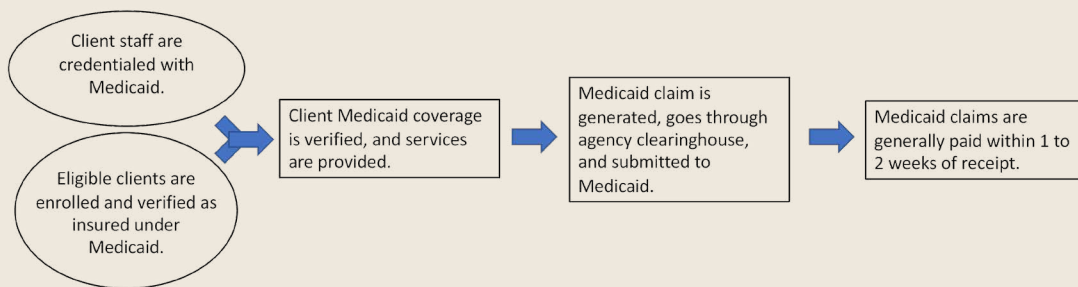 Client staff are
credentialed with
Medicaid.
Eligible clients are
enrolled and verified as
insured under
Medicaid.
Client Medicaid coverage
is verified, and services
are provided.
Medicaid claim is
generated, goes through
agency clearinghouse,
and submitted to
Medicaid.
Medicaid claims are
generally paid within 1 to
2 weeks of receipt.